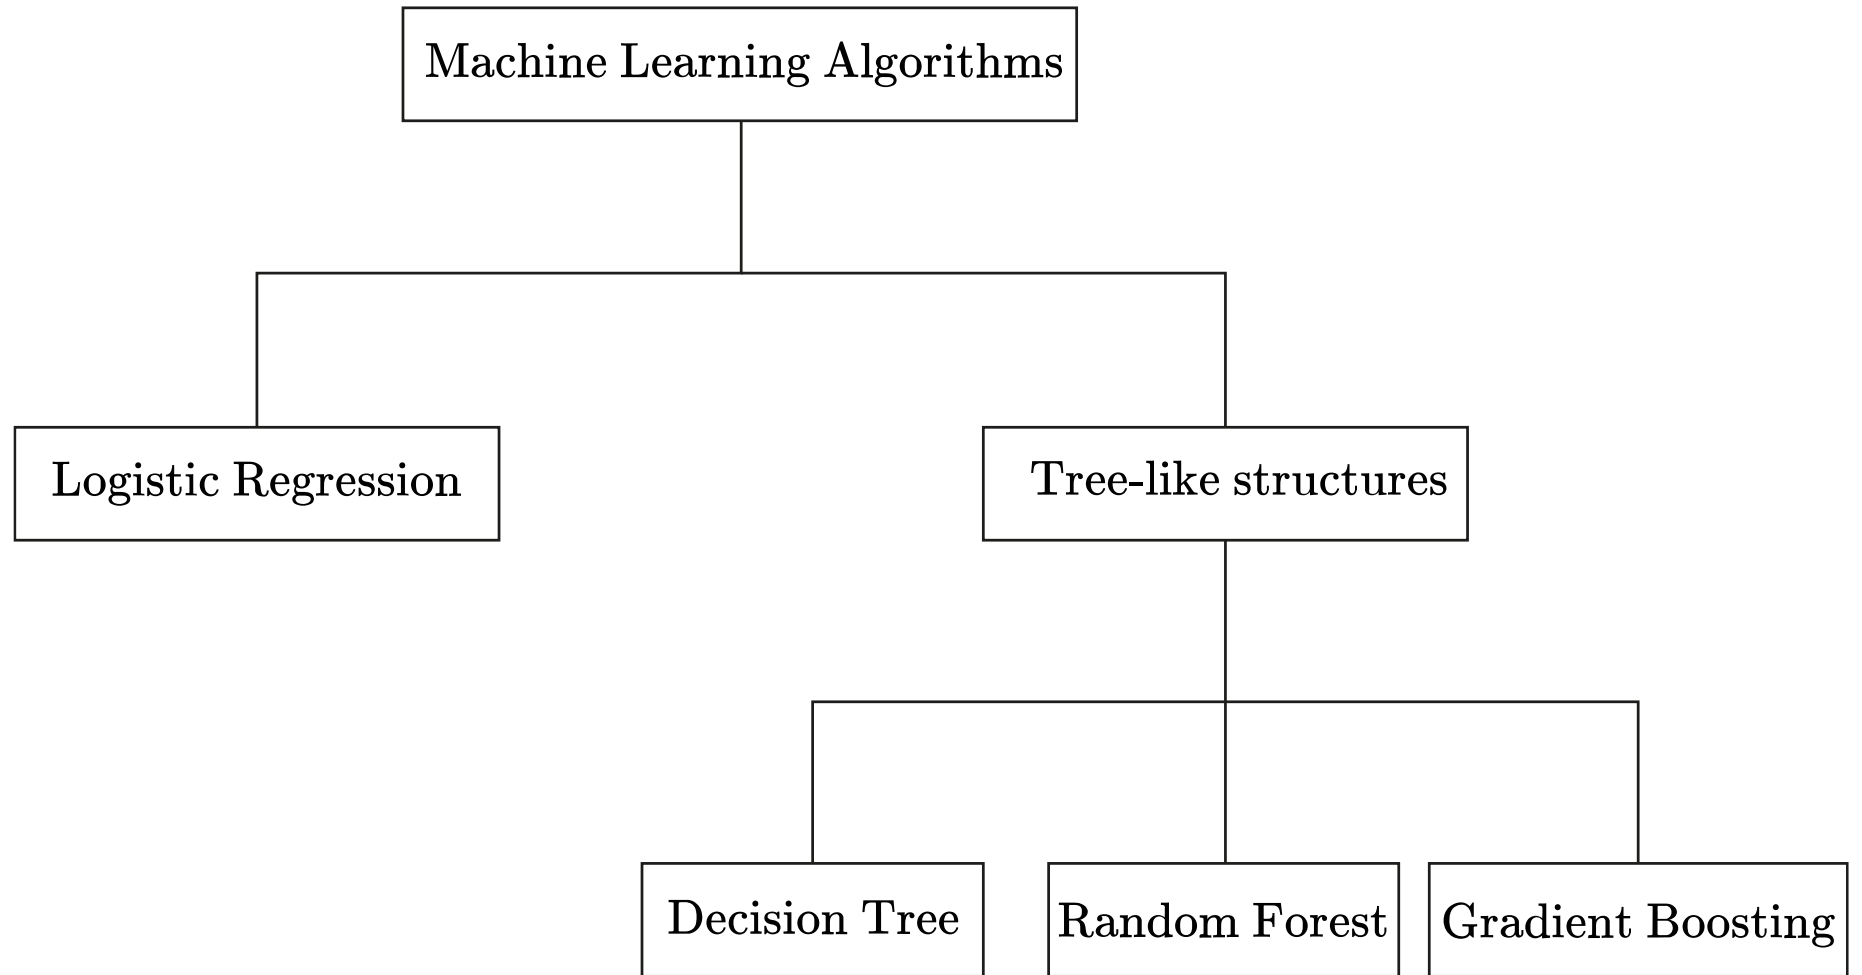 Machine Learning Algorithms
Logistic Regression
Tree-like structures
Decision Tree
Random Forest
Gradient Boosting